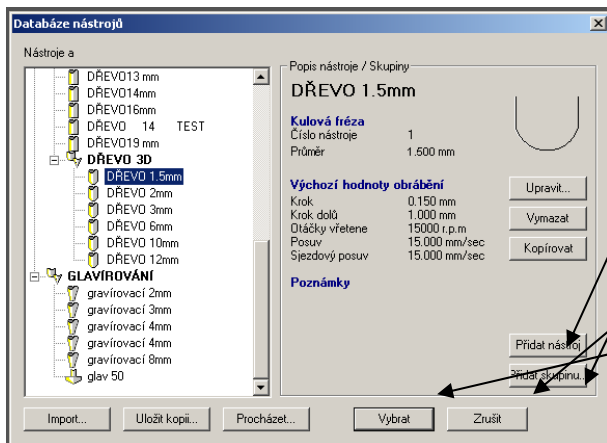 Databáze nástrojů
Nástroje a
DŘEVO13 mm
DŘEVO14mm
DŘEVO16mm
DŘEVO 14 TEST
DŘEVO19 mm
DŘEVO 3D
DŘEVO 1.5mm
DŘEVO 2mm
DŘEVO 3mm
DŘEVO 6mm
DŘEVO 10mm
DŘEVO 12mm
GLAVÍROVÁNÍ
gravírovací 2mm
gravírovací 3mm
gravírovací 4mm
gravírovací 4mm
gravírovací 8mm
glav 50
Popis nástroje / Skupiny
DŘEVO 1.5mm
Kulová fréza
Číslo nástroje 1
Průměr 1.600 mm
Výchozí hodnoty obrábění
Krok 0.150 mm
Krok dolů 1.000 mm
Otáčky vřetene 15000 r.p.m
Posuv 15.000 mm/sec
Sjezdový posuv 15.000 mm/sec
Poznámky
Upravit...
Vymazat
Kopírovat
Přidat nástroj
Přidat skupinu...
Import...
Uložit kopii...
Procházet...
Vybrat
Zrušit